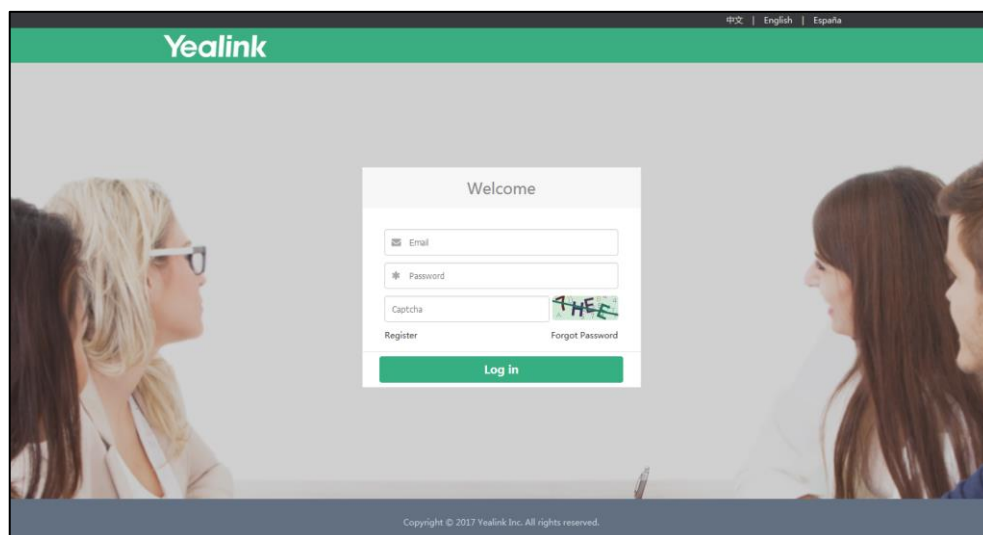 中文 | English | España
Yealink
Welcome
Email
Password
Captcha
Register Forgot Password
Log in
Copyright © 2017 Yealink Inc. All rights reserved.